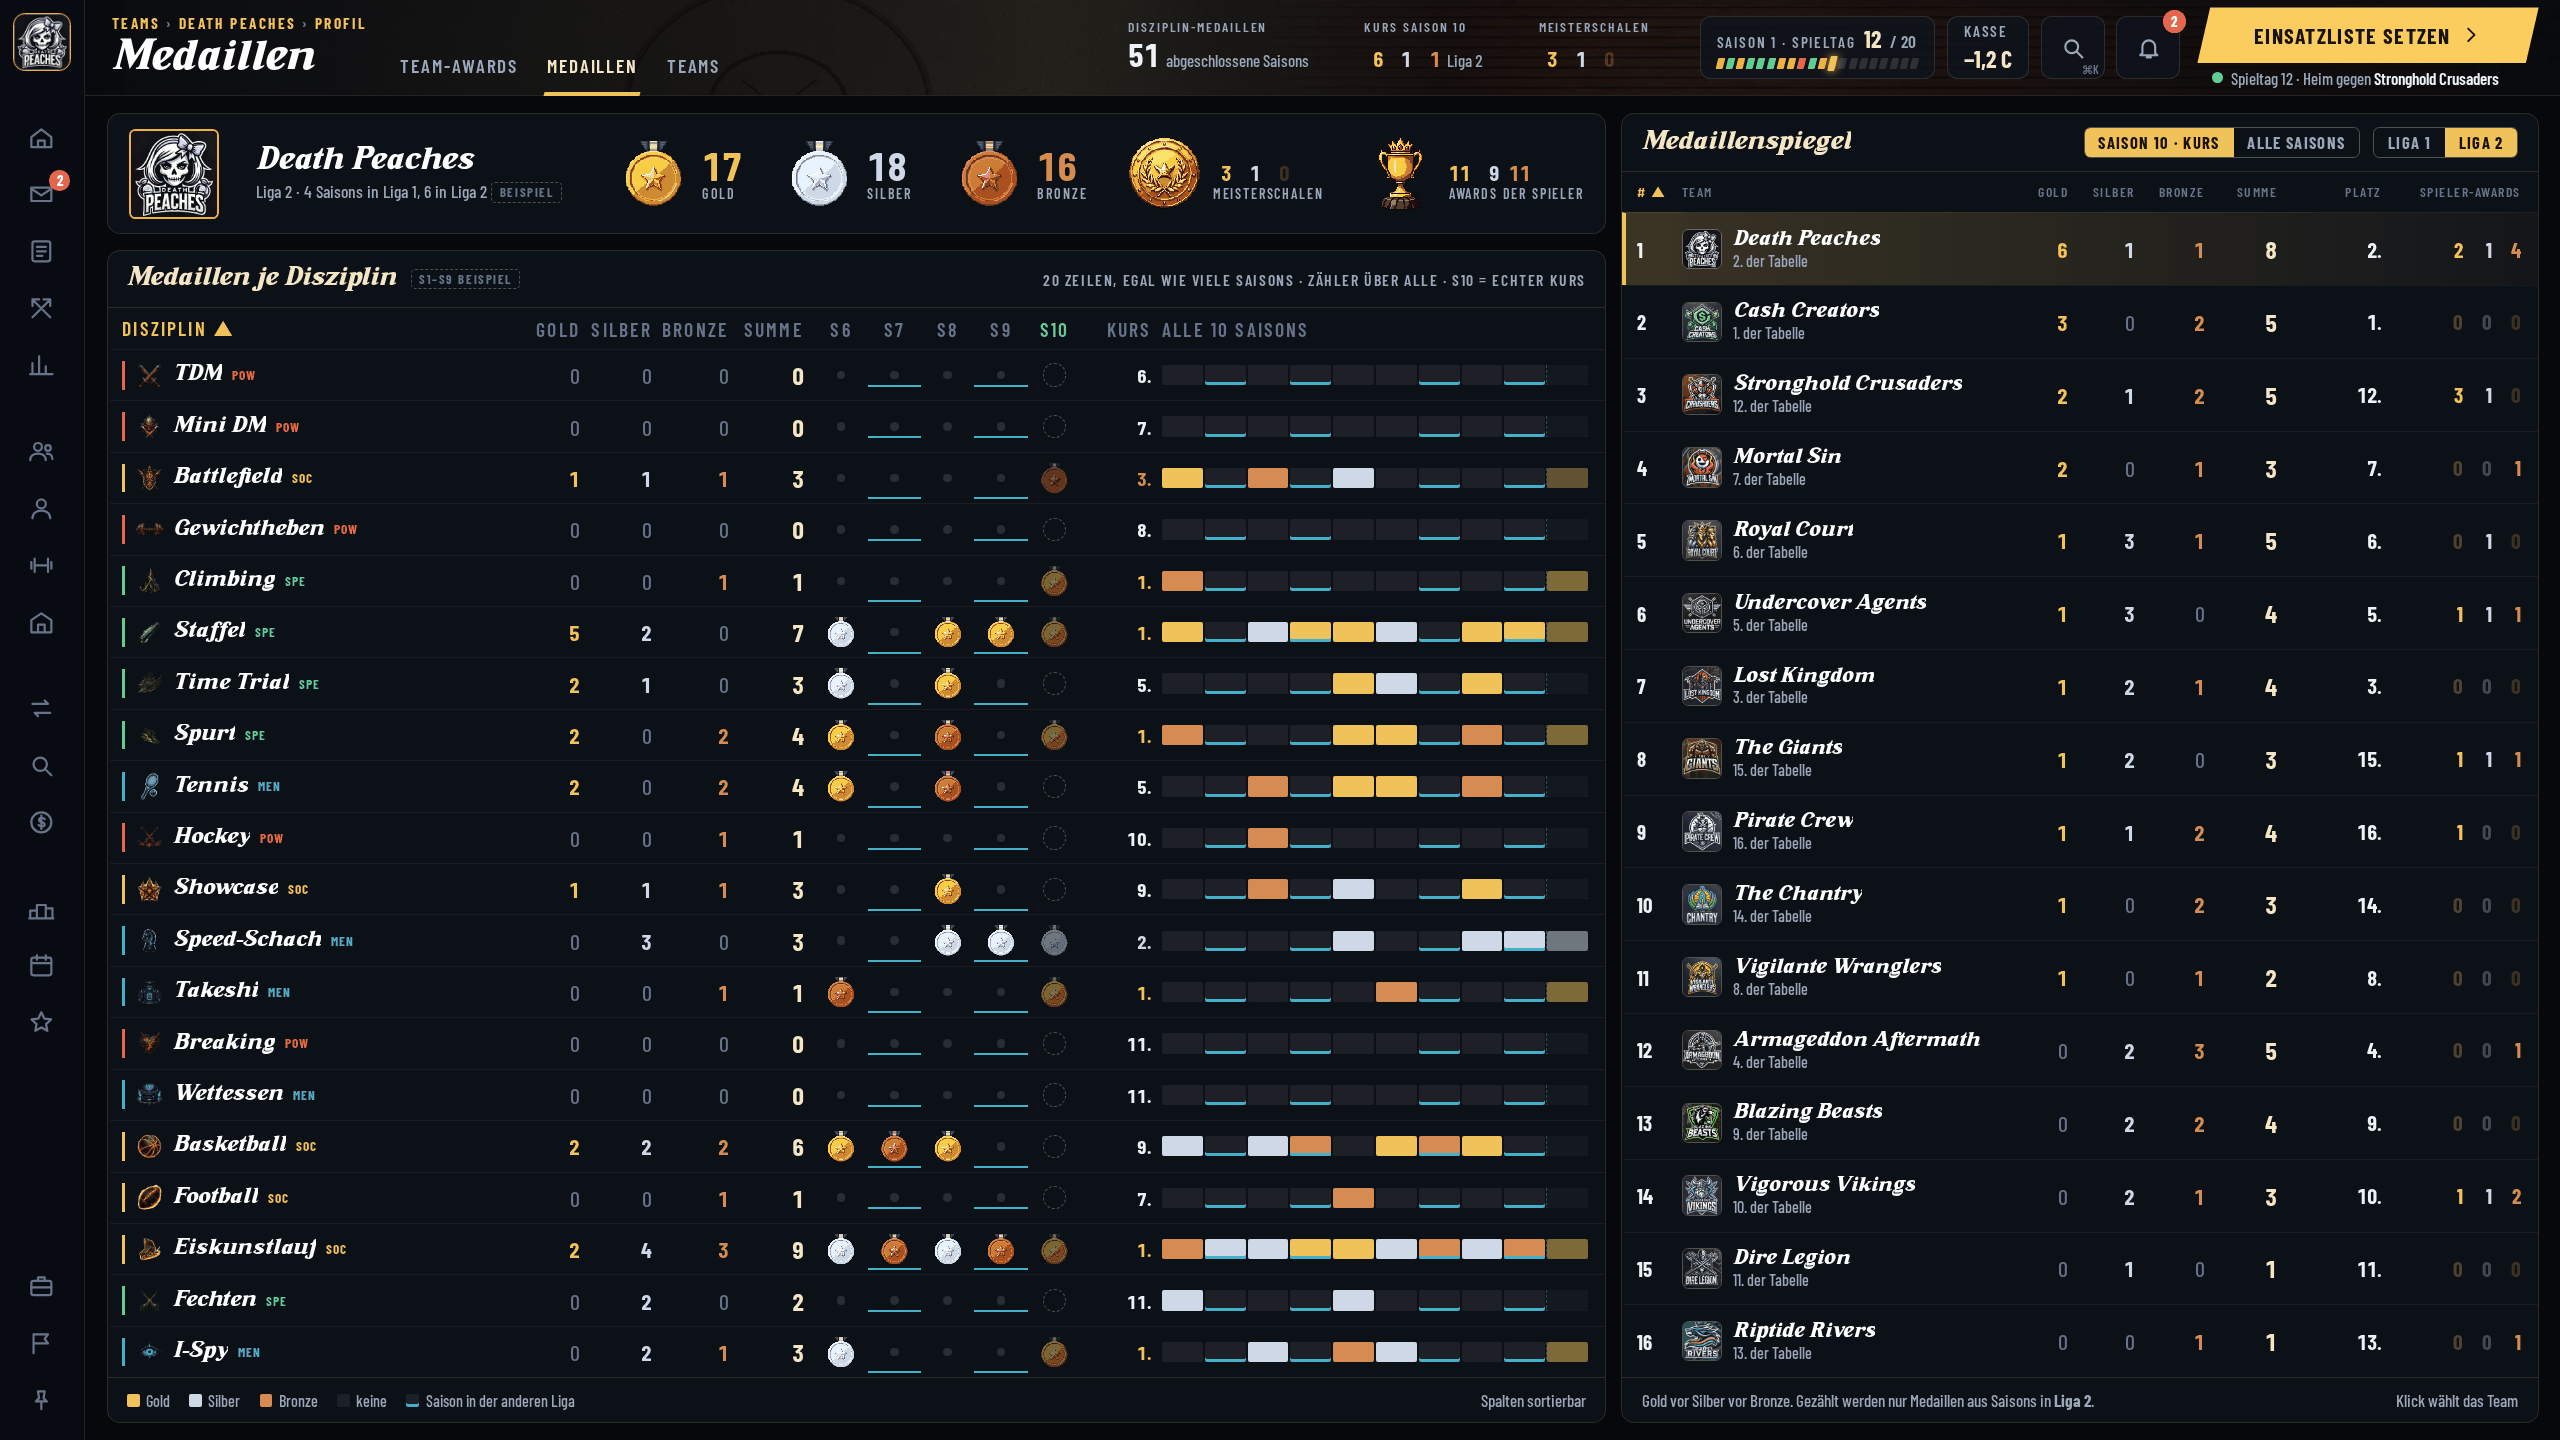 TEAMS › DEATH PEACHES › PROFIL
Medaillen
TEAM-AWARDS MEDAILLEN TEAMS
DISZIPLIN-MEDAILLEN
51 abgeschlossene Saisons
KURS SAISON 10
6 1 1 Liga 2
MEISTERSCHALEN
3 1 0
SAISON 1 · SPIELTAG 12 / 20
KASSE
−1,2 C
⌘K
2
EINSATZLISTE SETZEN
Spieltag 12 · Heim gegen Stronghold Crusaders
2
Death Peaches
Liga 2 · 4 Saisons in Liga 1, 6 in Liga 2 BEISPIEL
17 GOLD
18 SILBER
16 BRONZE
3 1 0 MEISTERSCHALEN
11 9 11 AWARDS DER SPIELER
Medaillen je Disziplin S1–S9 BEISPIEL
20 ZEILEN, EGAL WIE VIELE SAISONS · ZÄHLER ÜBER ALLE · S10 = ECHTER KURS
DISZIPLIN ▲ GOLD SILBER BRONZE SUMME S6 S7 S8 S9 S10 KURS ALLE 10 SAISONS
TDM POW 0 0 0 0 6.
Mini DM POW 0 0 0 0 7.
Battlefield SOC 1 1 1 3 3.
Gewichtheben POW 0 0 0 0 8.
Climbing SPE 0 0 1 1 1.
Staffel SPE 5 2 0 7 1.
Time Trial SPE 2 1 0 3 5.
Spurt SPE 2 0 2 4 1.
Tennis MEN 2 0 2 4 5.
Hockey POW 0 0 1 1 10.
Showcase SOC 1 1 1 3 9.
Speed-Schach MEN 0 3 0 3 2.
Takeshi MEN 0 0 1 1 1.
Breaking POW 0 0 0 0 11.
Wettessen MEN 0 0 0 0 11.
Basketball SOC 2 2 2 6 9.
Football SOC 0 0 1 1 7.
Eiskunstlauf SOC 2 4 3 9 1.
Fechten SPE 0 2 0 2 11.
I-Spy MEN 0 2 1 3 1.
Gold Silber Bronze keine Saison in der anderen Liga Spalten sortierbar
Medaillenspiegel
SAISON 10 · KURS ALLE SAISONS LIGA 1 LIGA 2
# ▲ TEAM GOLD SILBER BRONZE SUMME PLATZ SPIELER-AWARDS
1 Death Peaches 6 1 1 8 2. 2 1 4
2. der Tabelle
2 Cash Creators 3 0 2 5 1. 0 0 0
1. der Tabelle
3 Stronghold Crusaders 2 1 2 5 12. 3 1 0
12. der Tabelle
4 Mortal Sin 2 0 1 3 7. 0 0 1
7. der Tabelle
5 Royal Court 1 3 1 5 6. 0 1 0
6. der Tabelle
6 Undercover Agents 1 3 0 4 5. 1 1 1
5. der Tabelle
7 Lost Kingdom 1 2 1 4 3. 0 0 0
3. der Tabelle
8 The Giants 1 2 0 3 15. 1 1 1
15. der Tabelle
9 Pirate Crew 1 1 2 4 16. 1 0 0
16. der Tabelle
10 The Chantry 1 0 2 3 14. 0 0 0
14. der Tabelle
11 Vigilante Wranglers 1 0 1 2 8. 0 0 0
8. der Tabelle
12 Armageddon Aftermath 0 2 3 5 4. 0 0 1
4. der Tabelle
13 Blazing Beasts 0 2 2 4 9. 0 0 0
9. der Tabelle
14 Vigorous Vikings 0 2 1 3 10. 1 1 2
10. der Tabelle
15 Dire Legion 0 1 0 1 11. 0 0 0
11. der Tabelle
16 Riptide Rivers 0 0 1 1 13. 0 0 1
13. der Tabelle
Gold vor Silber vor Bronze. Gezählt werden nur Medaillen aus Saisons in Liga 2. Klick wählt das Team